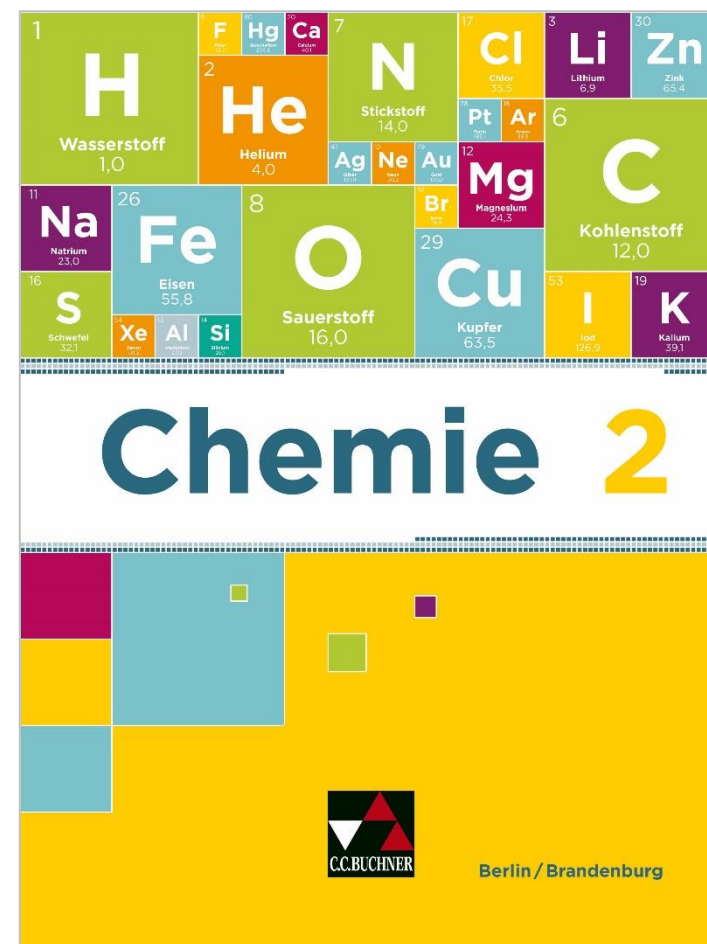 1
H
Wasserstoff
1,0
F
Hg
Ca
2
He
Helium
4,0
7
N
Stickstoff
14,0
17
Cl
Chlor
35,5
3
Li
Lithium
6,9
30
Zn
Zink
65,4
Pt
Ar
Ag
Ne
Au
12
Mg
Magnesium
24,3
6
C
Kohlenstoff
12,0
11
Na
Natrium
23,0
26
Fe
Eisen
55,8
8
O
Sauerstoff
16,0
Br
29
Cu
Kupfer
63,5
16
S
Schwefel
32,1
Xe
Al
Si
53
I
Iod
126,9
19
K
Kalium
39,1
Chemie 2
C.C.BUCHNER
Berlin/Brandenburg